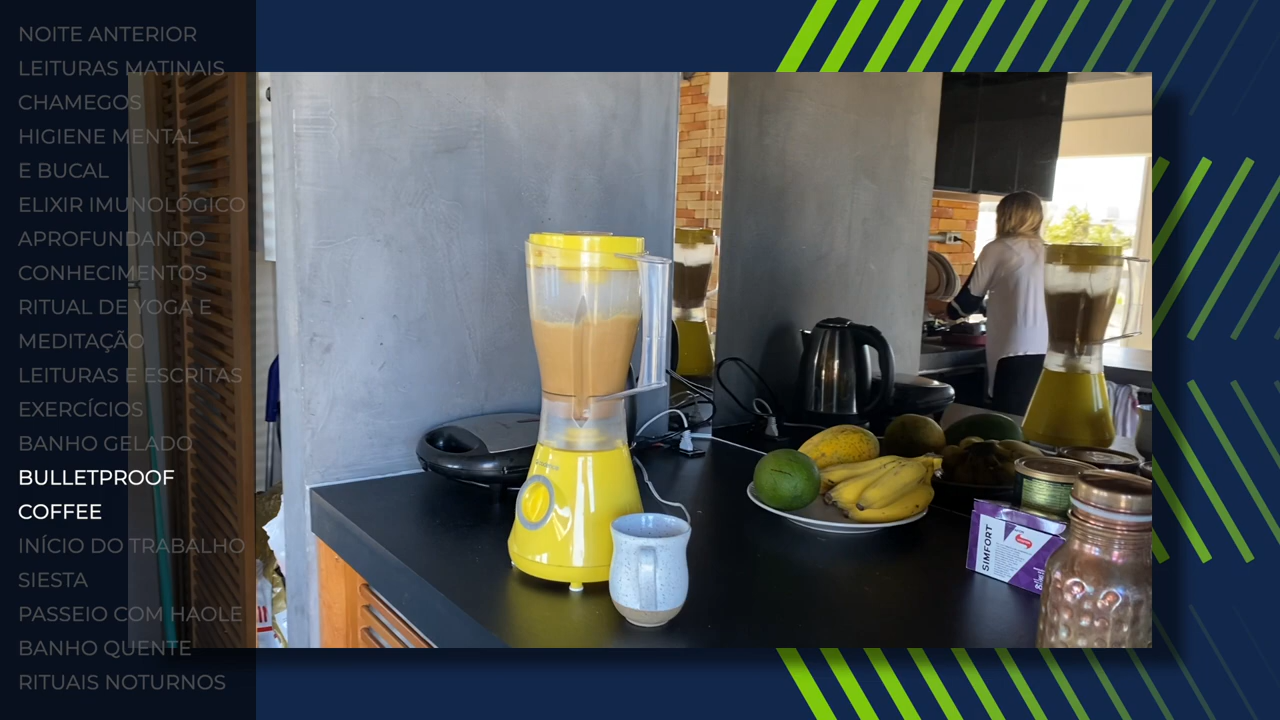 NOITE ANTERIOR
LEITURAS MATINAIS
CHAMEGOS
HIGIENE MENTAL
E BUCAL
ELIXIR IMUNOLÓGICO
APROFUNDANDO
CONHECIMENTOS
RITUAL DE YOGA E
MEDITAÇÃO
LEITURAS E ESCRITAS
EXERCÍCIOS
BANHO GELADO
BULLETPROOF
COFFEE
INÍCIO DO TRABALHO
SIESTA
PASSEIO COM HAOLE
BANHO QUENTE
RITUAIS NOTURNOS
SIMFORT